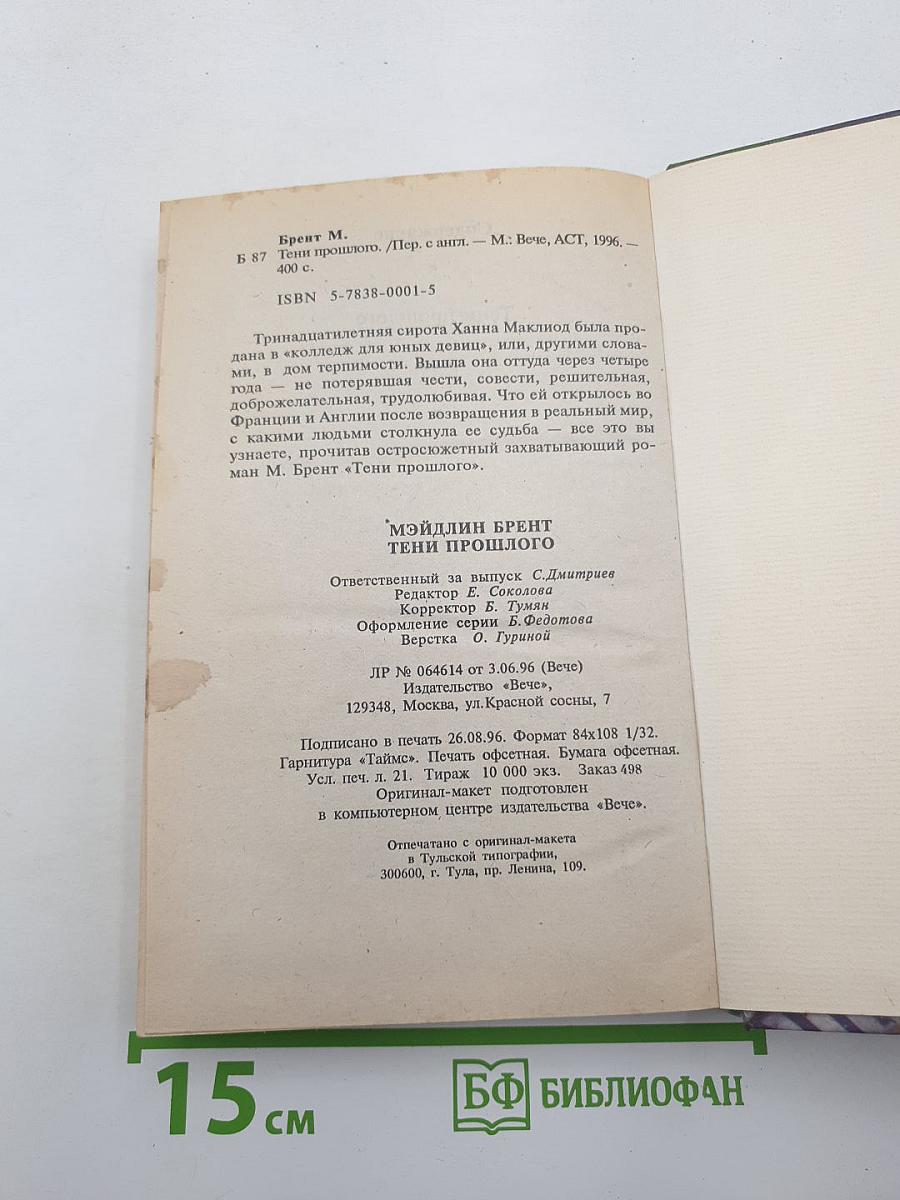 Брент М.
Б 87 Тени прошлого. /Пер. с англ. — М.: Вече, АСТ, 1996. —
400 с.
ISBN 5-7838-0001-5
Тринадцатилетняя сирота Ханна Маклиод была про-
дана в «колледж для юных девиц», или, другими слова-
ми, в дом терпимости. Вышла она оттуда через четыре
года — не потерявшая чести, совести, решительная,
доброжелательная, трудолюбивая. Что ей открылось во
Франции и Англии после возвращения в реальный мир,
с какими людьми столкнула ее судьба — все это вы
узнаете, прочитав остросюжетный захватывающий ро-
ман М. Брент «Тени прошлого».
МЭЙДЛИН БРЕНТ
ТЕНИ ПРОШЛОГО
Ответственный за выпуск С.Дмитриев
Редактор Е. Соколова
Корректор Б. Тумян
Оформление серии Б.Федотова
Верстка О. Гуриной
ЛР № 064614 от 3.06.96 (Вече)
Издательство «Вече»,
129348, Москва, ул.Красной сосны, 7
Подписано в печать 26.08.96. Формат 84х108 1/32.
Гарнитура «Таймс». Печать офсетная. Бумага офсетная.
Усл. печ. л. 21. Тираж 10 000 экз. Заказ 498
Оригинал-макет подготовлен
в компьютерном центре издательства «Вече».
Отпечатано с оригинал-макета
в Тульской типографии,
300600, г. Тула, пр. Ленина, 109.
15 см
БФ БИБЛИОФАН